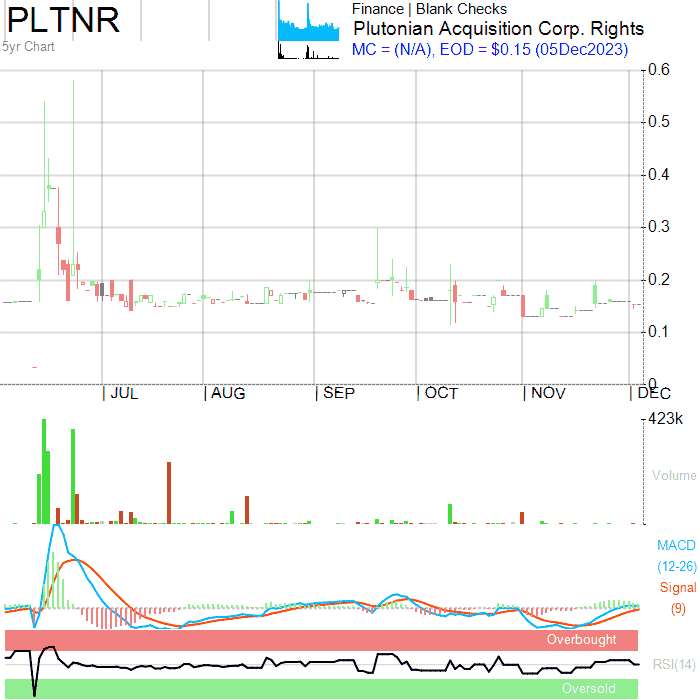 PLTNR
Finance | Blank Checks
5yr Chart
Plutonian Acquisition Corp. Rights
MC = (N/A), EOD = $0.15 (05Dec2023)
0.6
0.5
0.4
0.3
0.2
0.1
0
| JUL | AUG | SEP | OCT | NOV | DEC
423k
Volume
MACD
(12-26)
Signal
(9)
Overbought
RSI(14)
Oversold